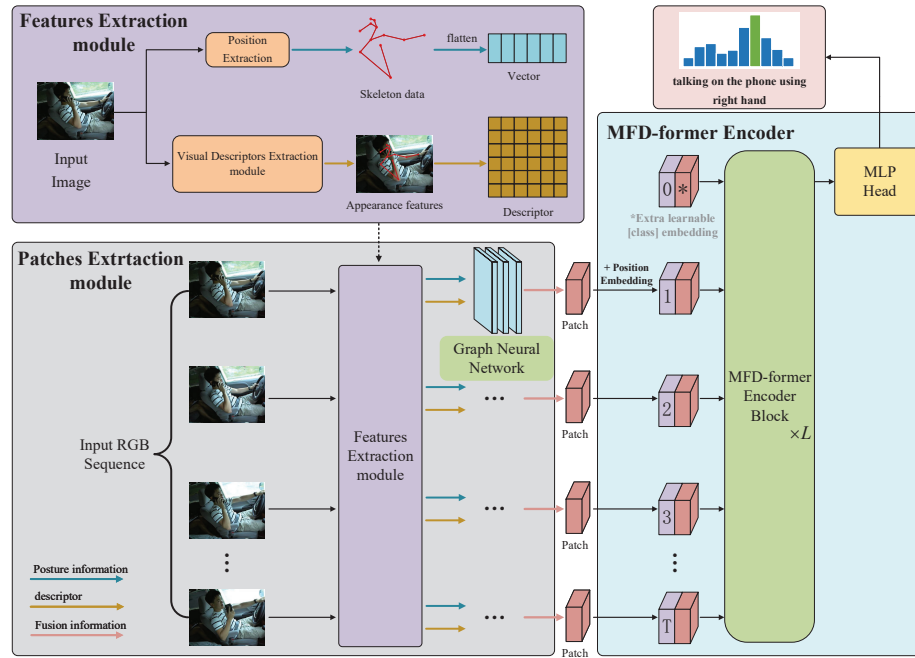 Features Extraction
module
Position
Extraction
flatten
Skeleton data
Vector
Input
Image
Visual Descriptors Extraction
module
Appearance features
Descriptor
talking on the phone using
right hand
MFD-former Encoder
MLP
Head
0 *
*Extra learnable
[class] embedding
Patches Extrtaction
module
+ Position
Embedding
1
Patch
Graph Neural
Network
MFD-former
Encoder
Block
×L
2
...
Patch
Input RGB
Sequence
Features
Extraction
module
3
...
Patch
...
Posture information
descriptor
Fusion information
T
...
Patch